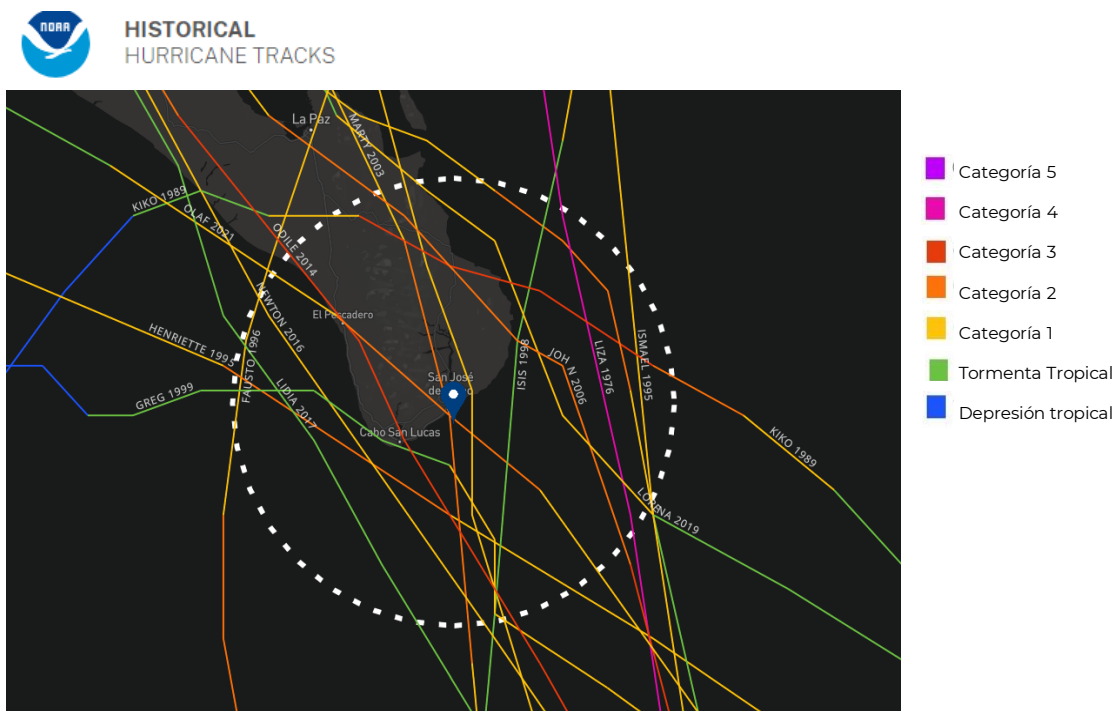 NOAA
HISTORICAL
HURRICANE TRACKS
La Paz
MARTY 2003
KIKO 1989
OLAF 2021
ODILE 2014
NEWTON 2016
El Pescadero
HENRIETTE 1995
FAUSTO 1996
GREG 1999
LIDIA 2017
San José
Cabo San Lucas
ISIS 1998
JOHN 2006
LIZA 1976
ISMAEL 1995
KIKO 1989
LORENA 2019
Categoría 5
Categoría 4
Categoría 3
Categoría 2
Categoría 1
Tormenta Tropical
Depresión tropical